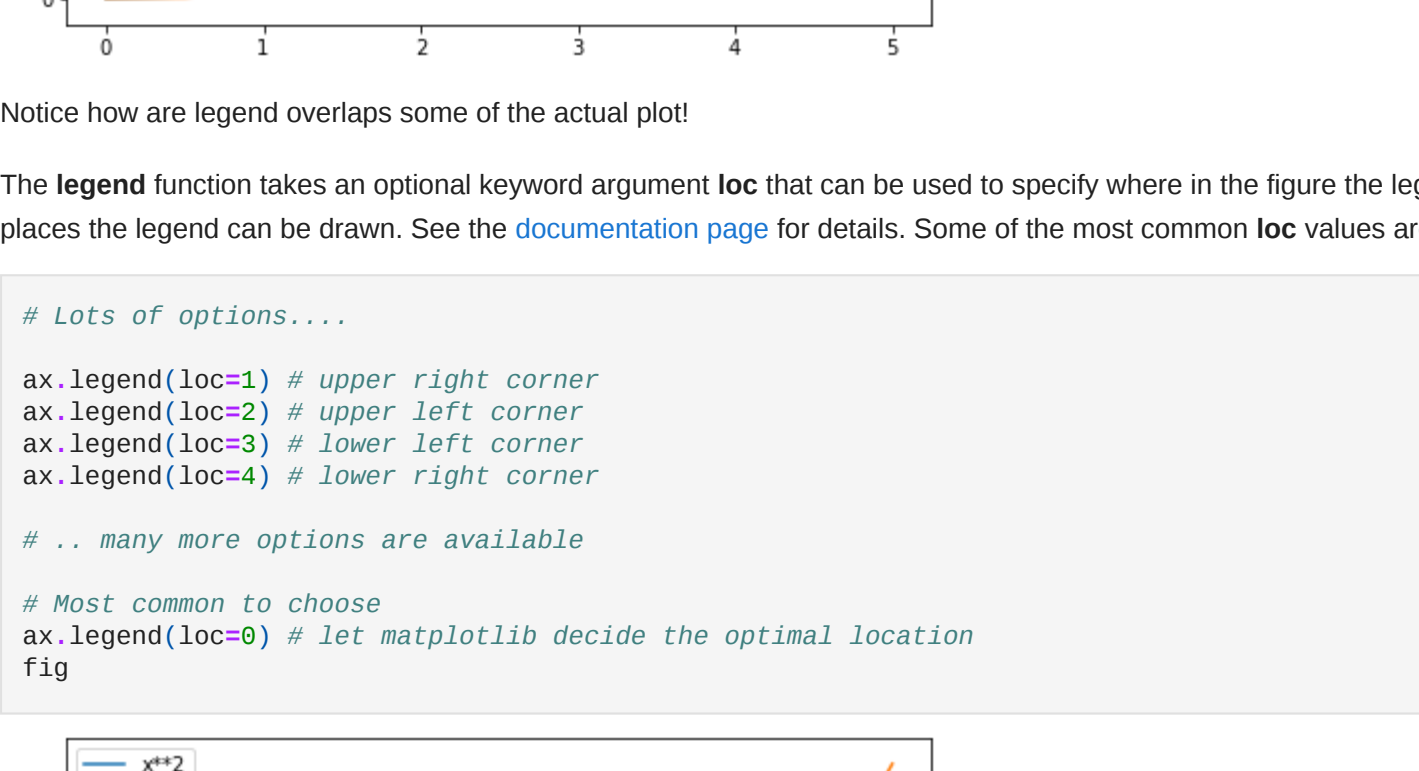 0
0 1 2 3 4 5
Notice how are legend overlaps some of the actual plot!
The legend function takes an optional keyword argument loc that can be used to specify where in the figure the
places the legend can be drawn. See the documentation page for details. Some of the most common loc values
# Lots of options....
ax.legend(loc=1) # upper right corner
ax.legend(loc=2) # upper left corner
ax.legend(loc=3) # lower left corner
ax.legend(loc=4) # lower right corner
# .. many more options are available
# Most common to choose
ax.legend(loc=0) # let matplotlib decide the optimal location
fig
x**2